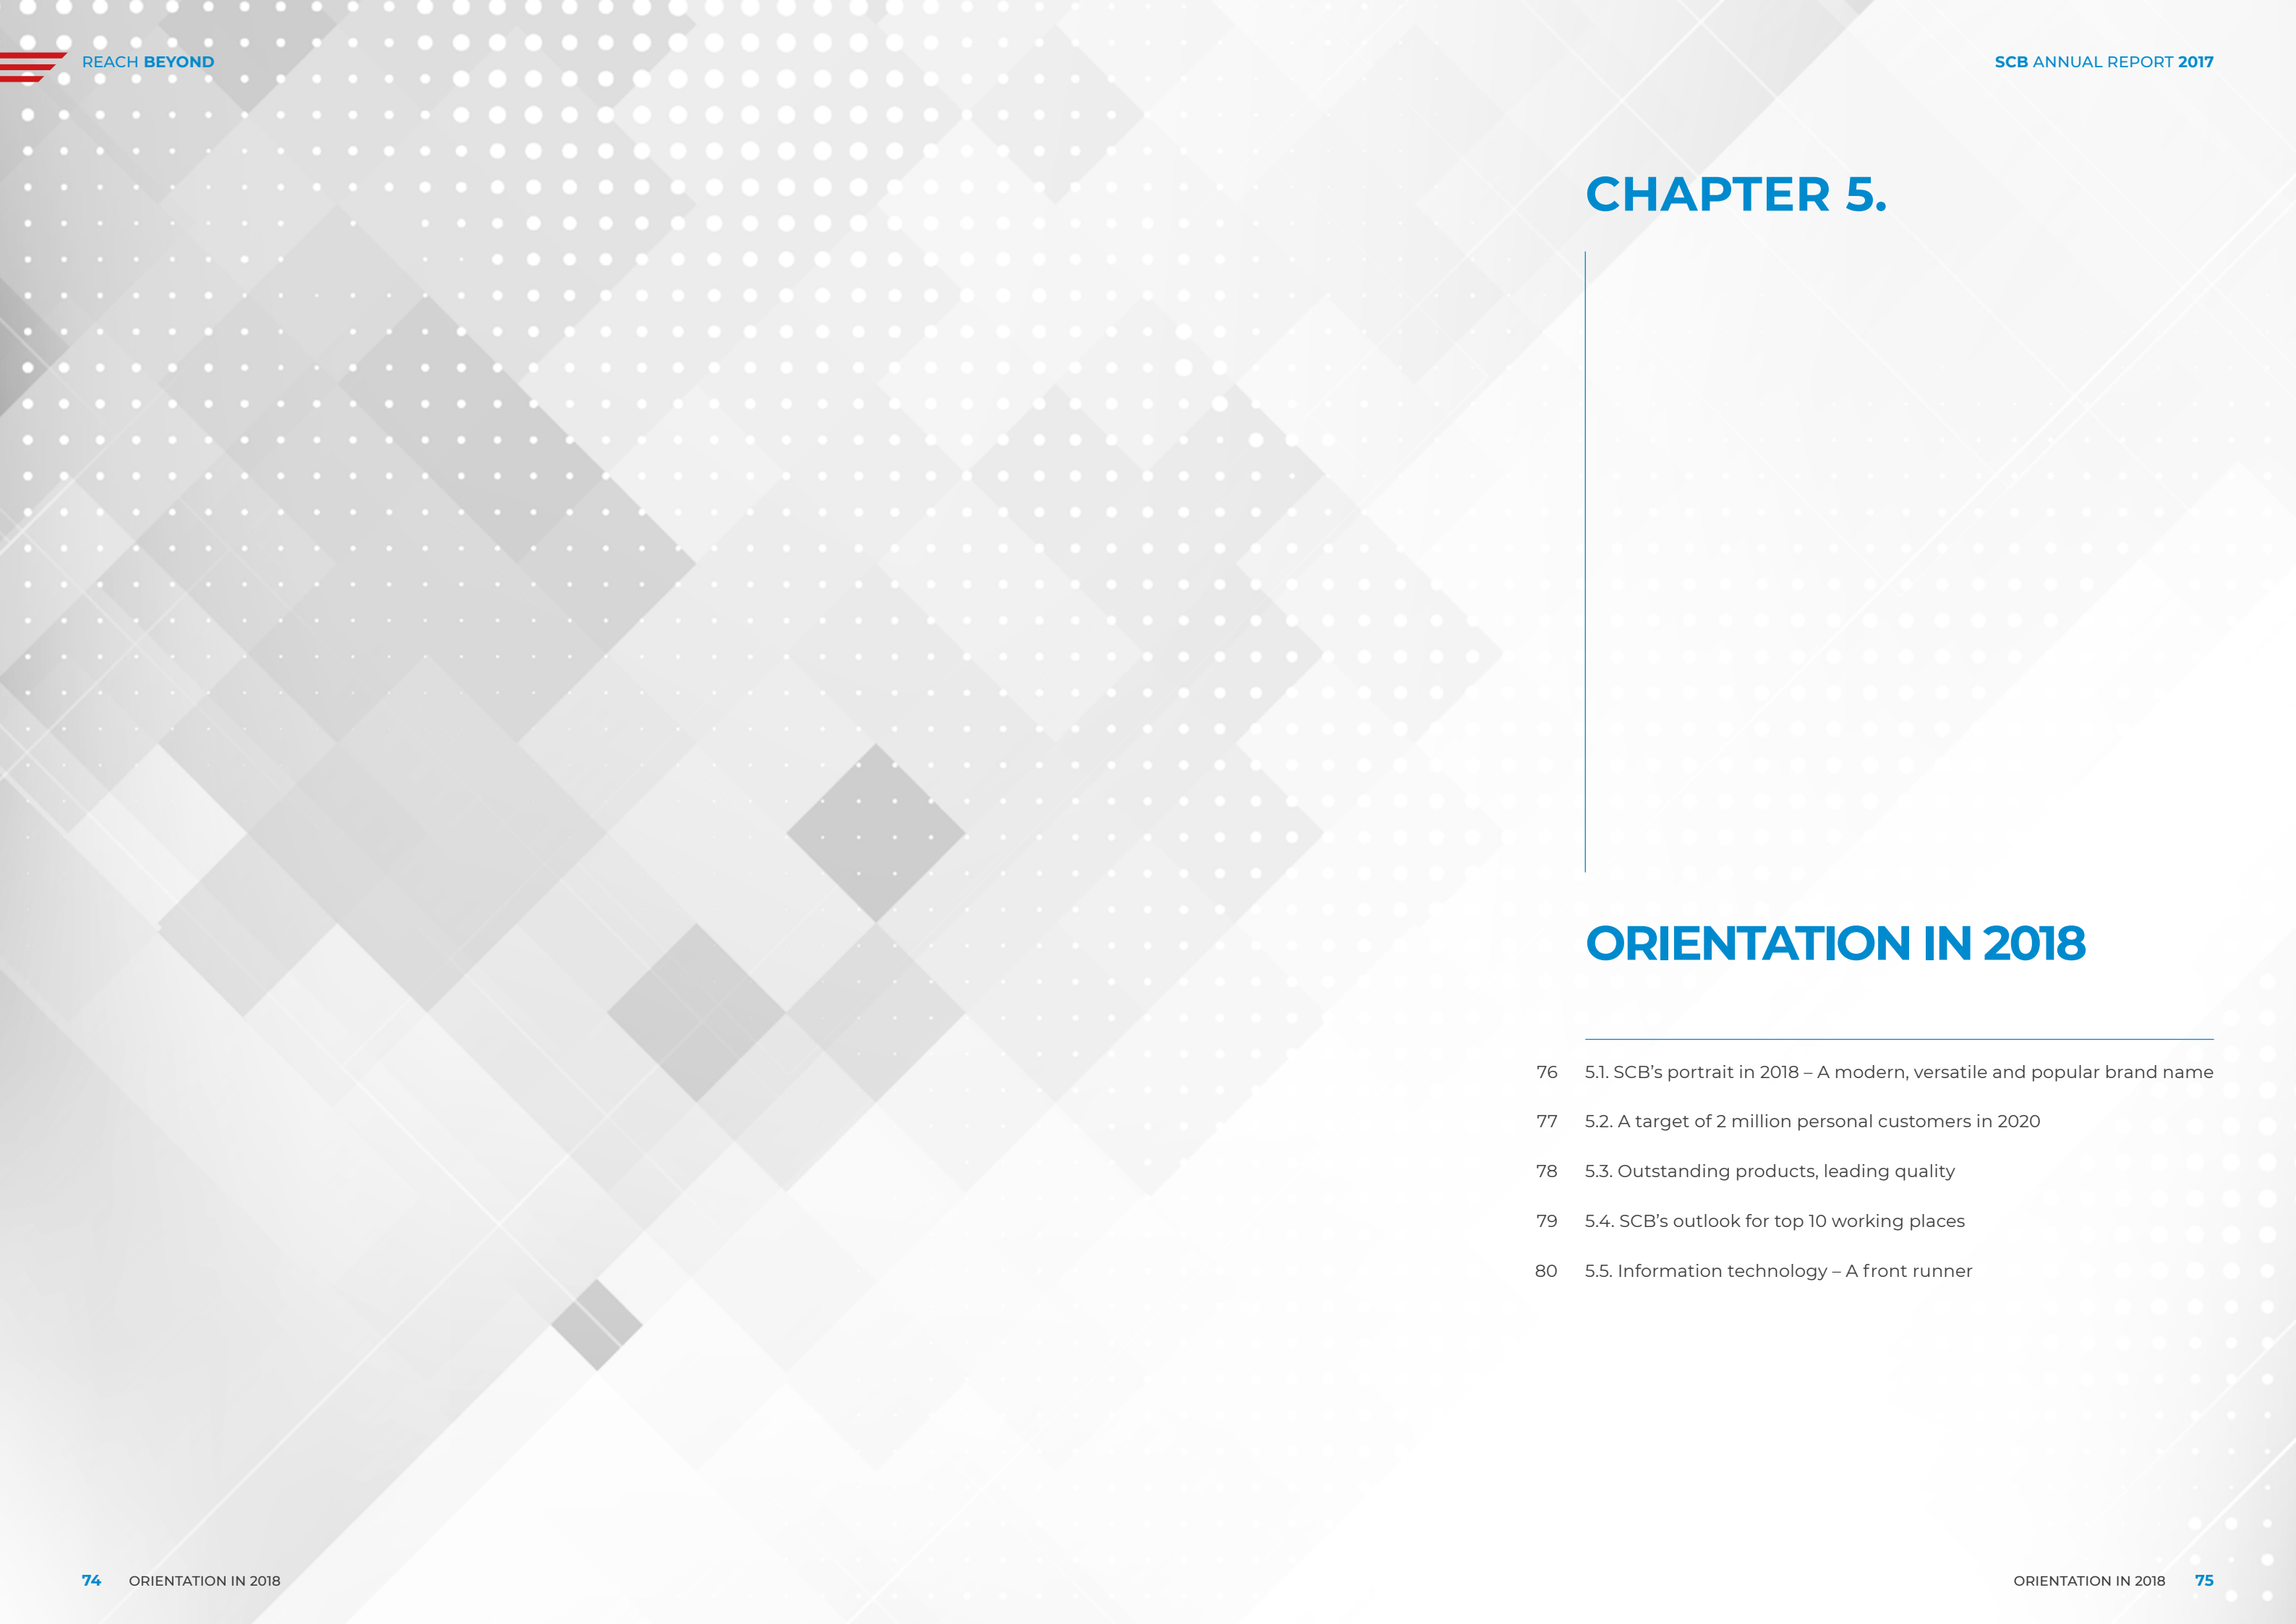 REACH BEYOND
SCB ANNUAL REPORT 2017
CHAPTER 5.
ORIENTATION IN 2018
76 5.1. SCB’s portrait in 2018 – A modern, versatile and popular brand name
77 5.2. A target of 2 million personal customers in 2020
78 5.3. Outstanding products, leading quality
79 5.4. SCB’s outlook for top 10 working places
80 5.5. Information technology – A front runner
74 ORIENTATION IN 2018
ORIENTATION IN 2018 75